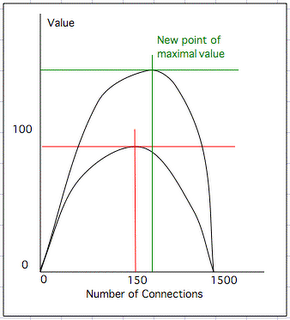 Value
New point of
maximal value
100
0
0
150
1500
Number of Connections